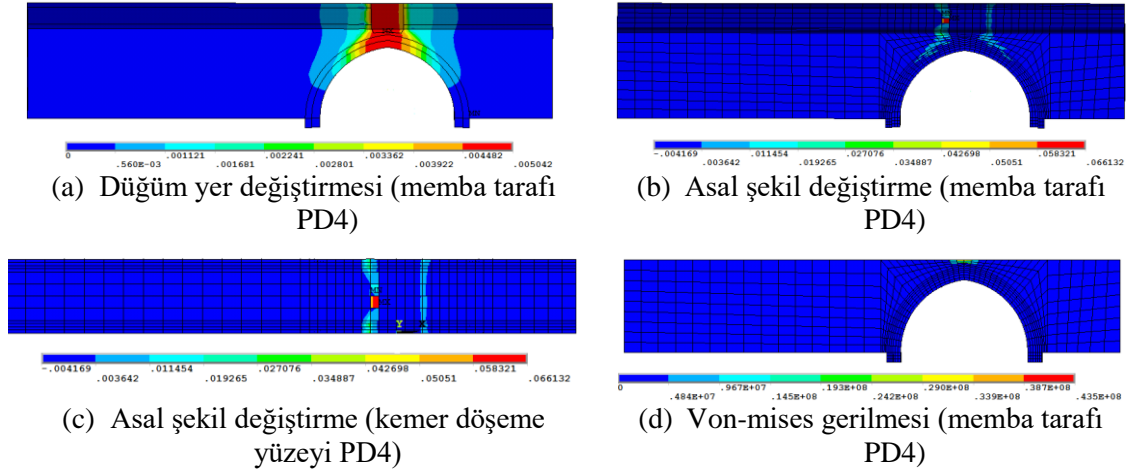 0 .001121 .002241 .003362 .004482
.560E-03 .001681 .002801 .003922 .005042
(a) Düğüm yer değiştirmesi (memba tarafı
PD4)
-.004169 .011454 .027076 .042698 .058321
.003642 .019265 .034887 .05051 .066132
(b) Asal şekil değiştirme (memba tarafı
PD4)
Y
-.004169 .011454 .027076 .042698 .058321
.003642 .019265 .034887 .05051 .066132
(c) Asal şekil değiştirme (kemer döşeme
yüzeyi PD4)
0 .967E+07 .193E+08 .290E+08 .387E+08
.484E+07 .145E+08 .242E+08 .339E+08 .435E+08
(d) Von-mises gerilmesi (memba tarafı
PD4)